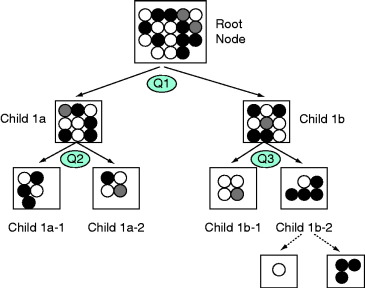 Root
Node
Q1
Child 1a
Child 1b
Q2
Q3
Child 1a-1
Child 1a-2
Child 1b-1
Child 1b-2